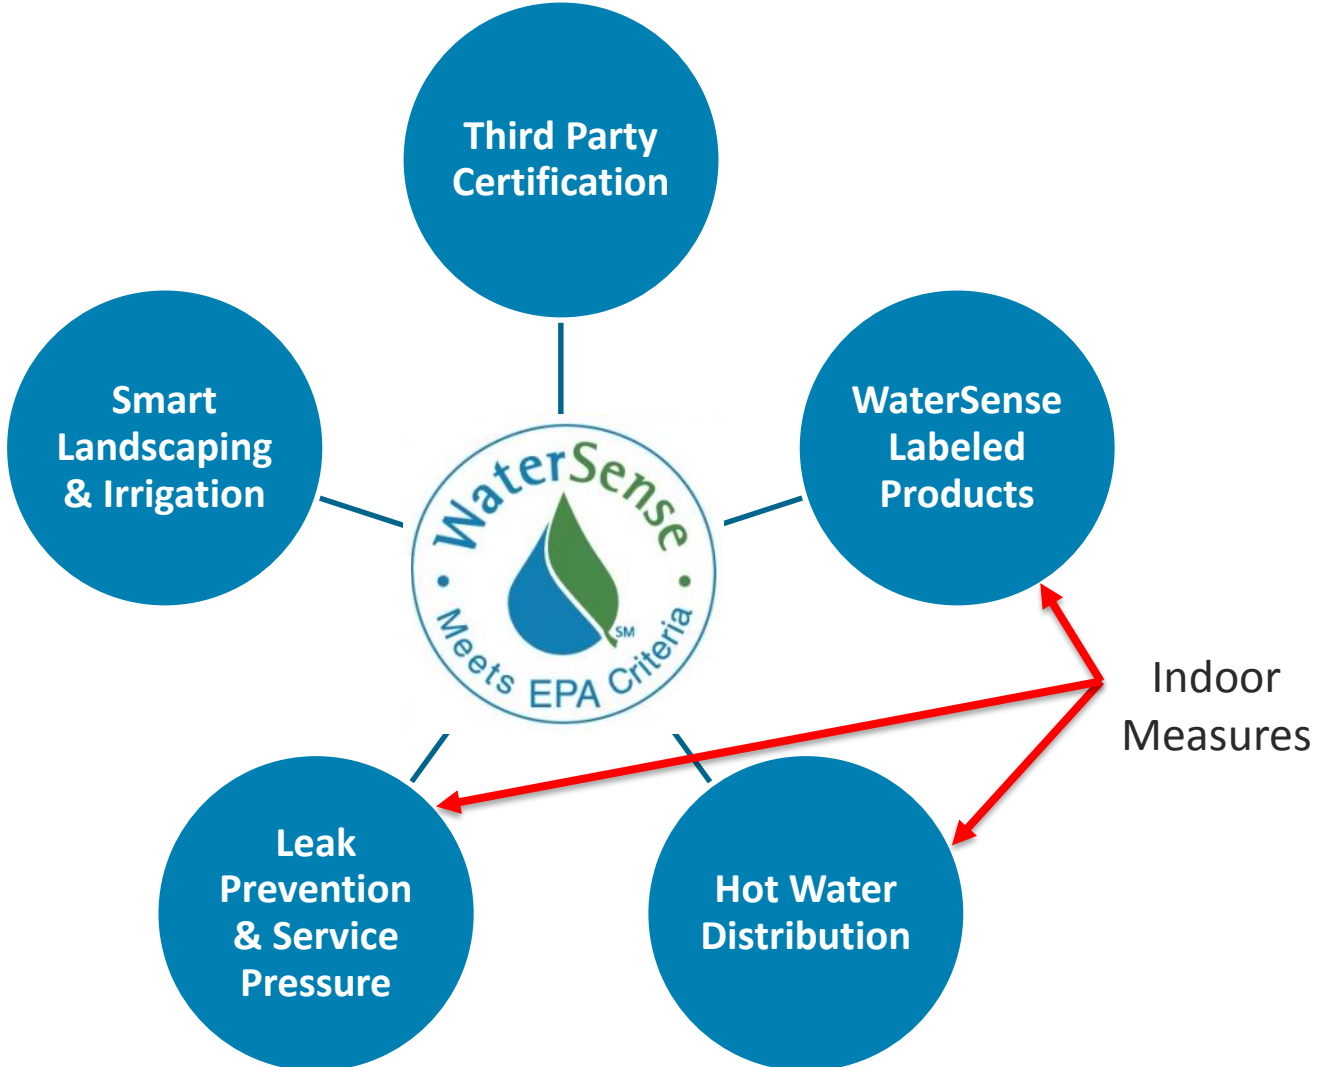 Third Party
Certification
Smart
Landscaping
& Irrigation
WaterSense
Labeled
Products
WaterSense
SM
• Meets EPA Criteria •
Indoor
Measures
Leak
Prevention
& Service
Pressure
Hot Water
Distribution